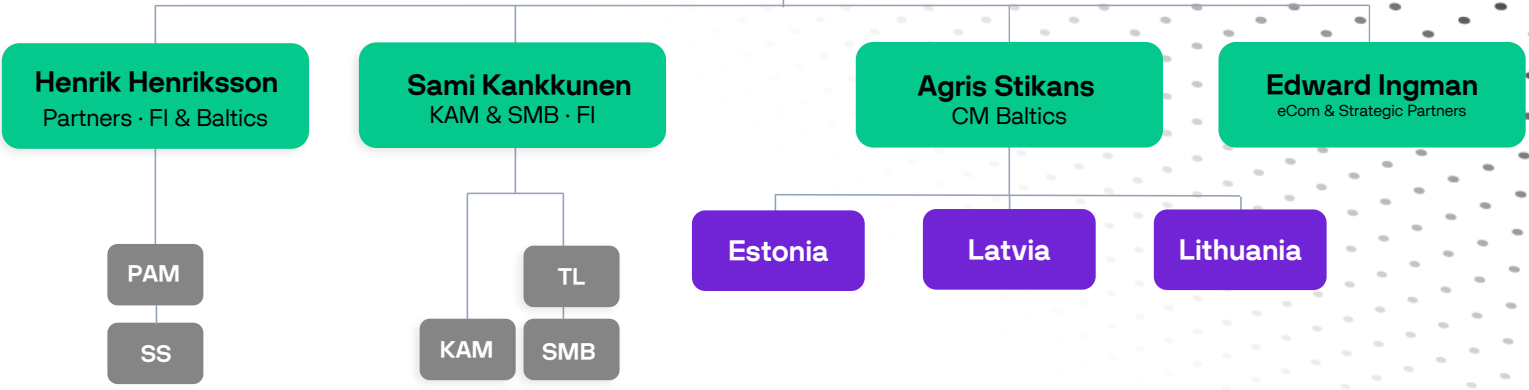 Henrik Henriksson
Partners · FI & Baltics
Sami Kankkunen
KAM & SMB · FI
Agris Stikans
CM Baltics
Edward Ingman
eCom & Strategic Partners
PAM
SS
TL
KAM
SMB
Estonia
Latvia
Lithuania